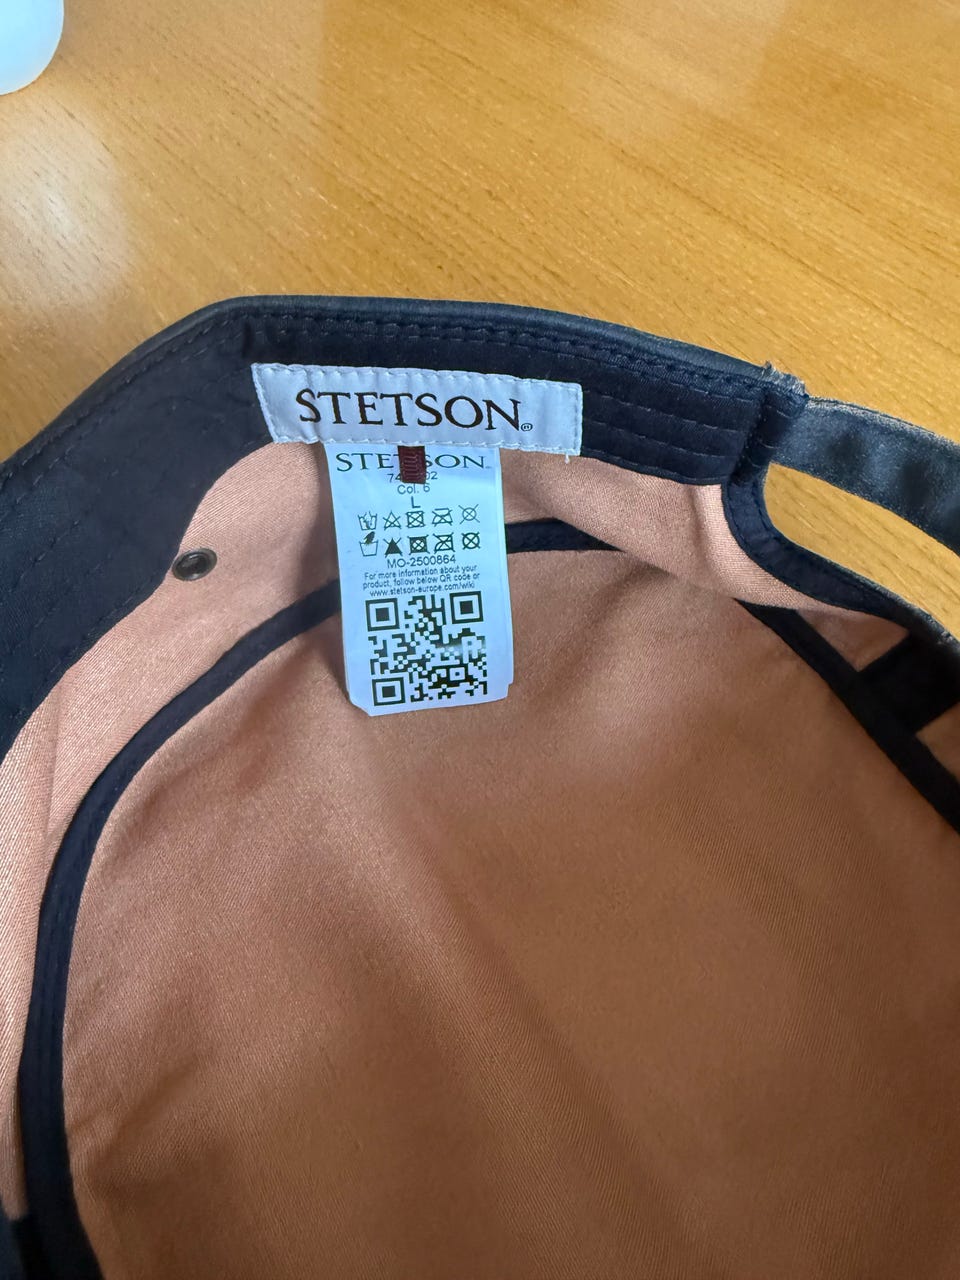 STETSON®
STETSON
Col. 6
L
MO-2500864
For more information about your
product, follow below QR code or
www.stetson-europe.com/wiki